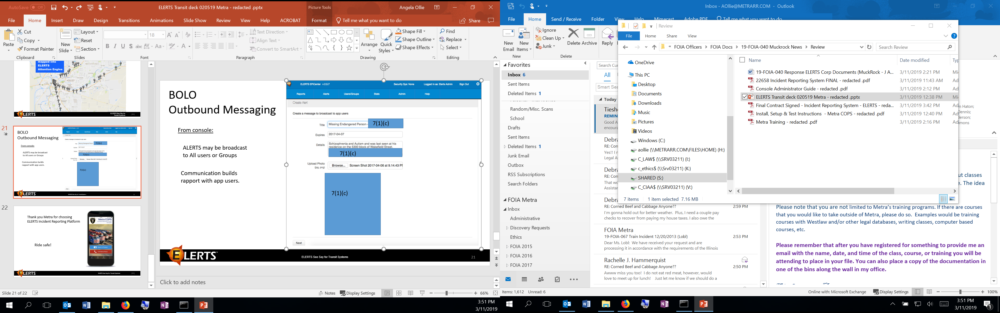 AutoSave Off
ELERTS Transit deck 020519 Metra - redacted .pptx
Picture Tools
Angela Ollie
File Home Insert Draw Design Transitions Animations Slide Show Review View Help ACROBAT Format Tell me what you want to do
Share
Paste
Cut
Copy
Format Painter
Clipboard
New Slide
Layout
Reset
Section
Slides
18
Font
Text Direction
Align Text
Convert to SmartArt
Paragraph
Arrange
Quick Styles
Shape Fill
Shape Outline
Shape Effects
Drawing
Find
Replace
Select
Editing
mapped into
ELERTS
Attention Engine
21
22
Thank you Metra for choosing
ELERTS Incident Reporting Platform
Ride safe!
Metra COPS
BOLO
Outbound Messaging
From console:
ALERTS may be broadcast
to All users or Groups
Communication builds
rapport with app users.
ELERTS EPICenter v 2.5.7
Security Sys: None
Logged in as: Elerts Admin
Sign Out
Reports Alerts Users/Groups Stats Admin Help
Create Alert
Create a message to broadcast to app users
Title
Missing Endangered Person -
7(1)(c)
Expires
2017-04-07
Details
Schizophrenia and Autism and was last seen at his
residence on the 5300 block of Wakefield Street.
7(1)(c)
Upload Photo
(jpg, png)
Browse...
Screen Shot 2017-04-06 at 9.14.43 PM
7(1)(c)
Next
ELERTS
ELERTS See Say for Transit Systems
21
Click to add notes
Slide 21 of 22
Notes
Display Settings
66%
3:51 PM
3/11/2019
Inbox - AOllie@METRARR.COM - Outlook
File Home Send / Receive Folder View Help Mimecast Adobe PDF Tell me what you want to do
New Email
New Items
New
Ignore
Clean Up
Junk
Delete
Archive
Delete
Reply
Favorites
Inbox 6
Sent Items
Deleted Items 1
Random/Misc. Scans
School
Drafts
Sent Items
Deleted Items 1
Junk Email
Outbox
RSS Subscriptions
Search Folders
FOIA Metra
Inbox
Administrative
Discovery Requests
Ethics
FOIA 2015
FOIA 2016
FOIA 2017
Search Cur
All
Smart Sea
Today
Tiesh
REMIN
Good A
encoura
Debra
RE: Corn
Yes!! I n
Legal As
Debra
RE: Corn
That wo
Assistan
Debra
RE: Corned Beef and Cabbage Anyone??
2:59 PM
I'm gonna hold out for better weather. Plus, I need a couple pay
checks to recover from paying my house taxes. I also owe the
FOIA Metra
19-FOIA-067 Train Incident 12/20/2013 (Lobl)
2:53 PM
Dear Ms. Lobl: We have received your request and are
processing it in accordance with the requirements of the Illinois
Rachelle J. Hammerquist
RE: Corned Beef and Cabbage Anyone??
2:50 PM
Awww miss you too! I do not eat red meat, however, would
love to meet up for lunch! Just let me know if we should do a
Review
File Home Share View
« FOIA Officers > FOIA Docs > 19-FOIA-040 Muckrock News > Review
Search Review
OneDrive
This PC
Desktop
Documents
Downloads
Music
Pictures
Videos
Windows (C:)
aollie (\\METRARR.COM\FILES\HOME) (H:)
C_LAW$ (\\SRV03211) (I:)
c_ethics$ (\\Srv03211) (K:)
SHARED (S:)
C_CIAA$ (\\SRV03211) (V:)
Name Date modified Typ
19-FOIA-040 Response ELERTS Corp Documents (MuckRock - J A... 3/11/2019 2:21 PM Mi
22658 Incident Reporting System FINAL - redacted .pdf 3/11/2019 11:43 AM Ad
Console Administrator Guide - redacted .pdf 3/11/2019 2:12 PM Ad
ELERTS Transit deck 020519 Metra - redacted .pptx 3/11/2019 12:38 PM Mi
Final Contract Signed - Incident Reporting System - ELERTS - reda... 3/11/2019 3:42 PM Ad
Install, Setup & Test Instructions - Metra COPS - redacted .pdf 3/11/2019 12:40 PM Ad
Metra Training - redacted .pdf 3/11/2019 2:16 PM Ad
7 items
1 item selected 7.16 MB
n Haton;
Dennis;
derson;
mons
ut classes
e. The idea
Please note that you are not limited to Metra's training programs. If there are courses
that you would like to take outside of Metra, please do so. Examples would be training
courses with Westlaw and/or other legal databases, writing classes, computer based
courses, etc.
Please remember that after you have registered for something to provide me an
email with the name, date, and time of the class, course, or training you will be
attending to place in your file. You can also place a copy of the documentation in
one of the bins along the wall in my office.
Items: 1,612 Unread: 6
Online with: Microsoft Exchange
Display Settings
100%
3:51 PM
3/11/2019
1